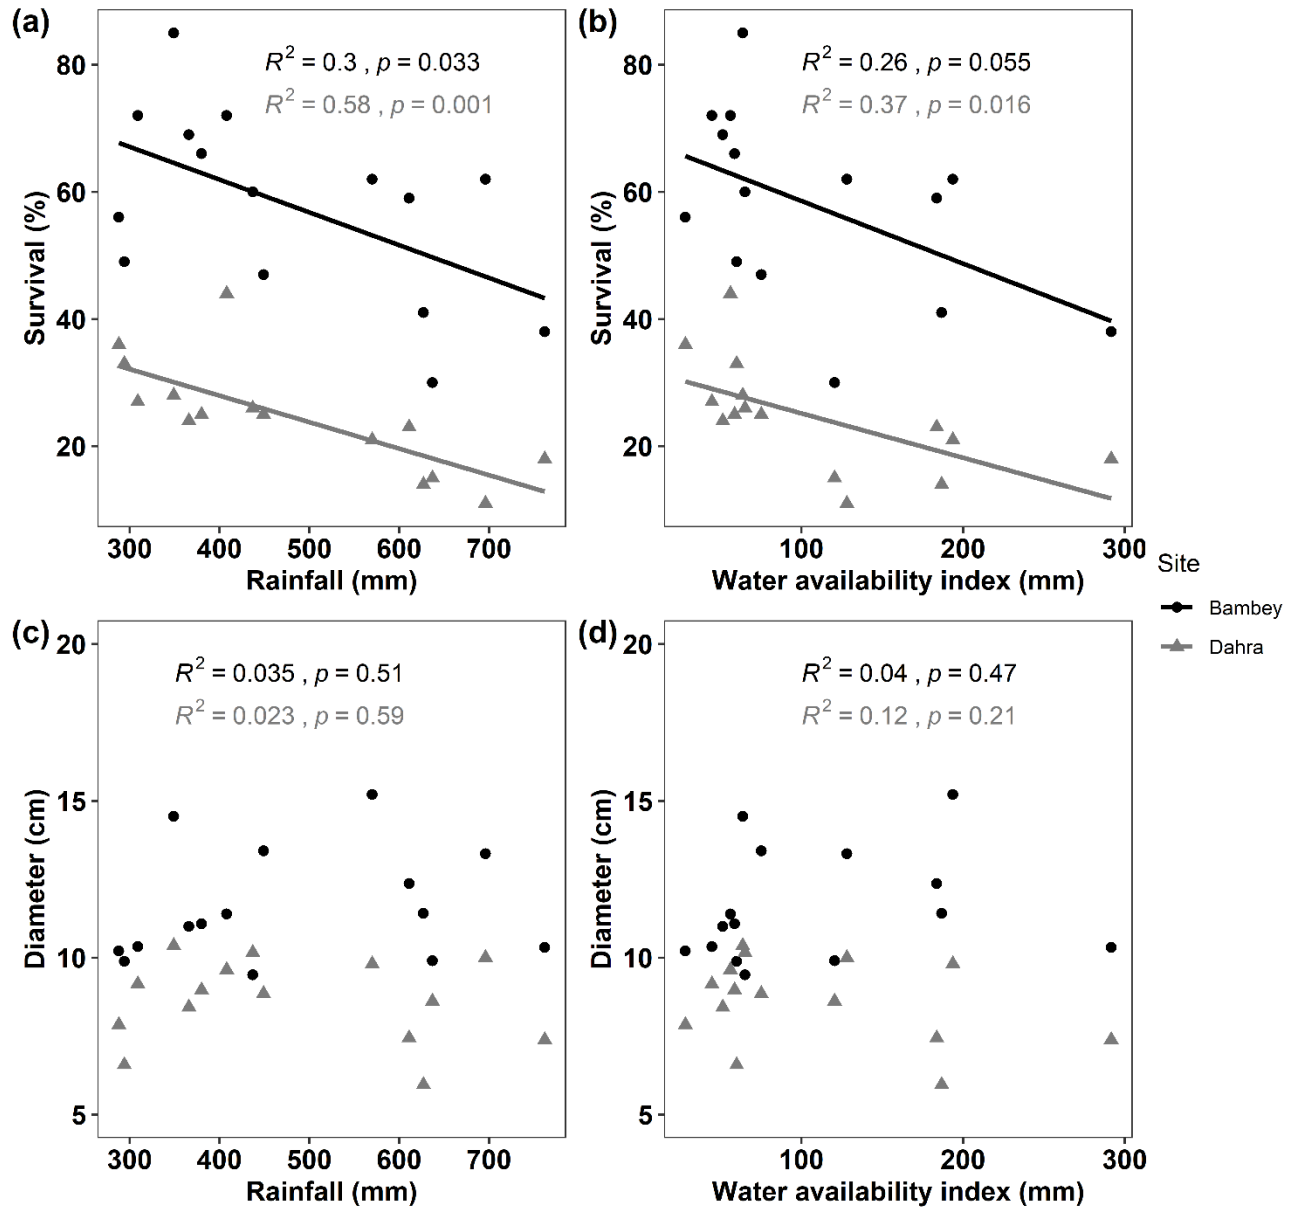 (a)
R² = 0.3 , p = 0.033
R² = 0.58 , p = 0.001
Survival (%)
80
60
40
20
300 400 500 600 700
Rainfall (mm)
(b)
R² = 0.26 , p = 0.055
R² = 0.37 , p = 0.016
Survival (%)
80
60
40
20
100 200 300
Water availability index (mm)
Site
Bambey
Dahra
(c)
R² = 0.035 , p = 0.51
R² = 0.023 , p = 0.59
Diameter (cm)
20
15
10
5
300 400 500 600 700
Rainfall (mm)
(d)
R² = 0.04 , p = 0.47
R² = 0.12 , p = 0.21
Diameter (cm)
20
15
10
5
100 200 300
Water availability index (mm)